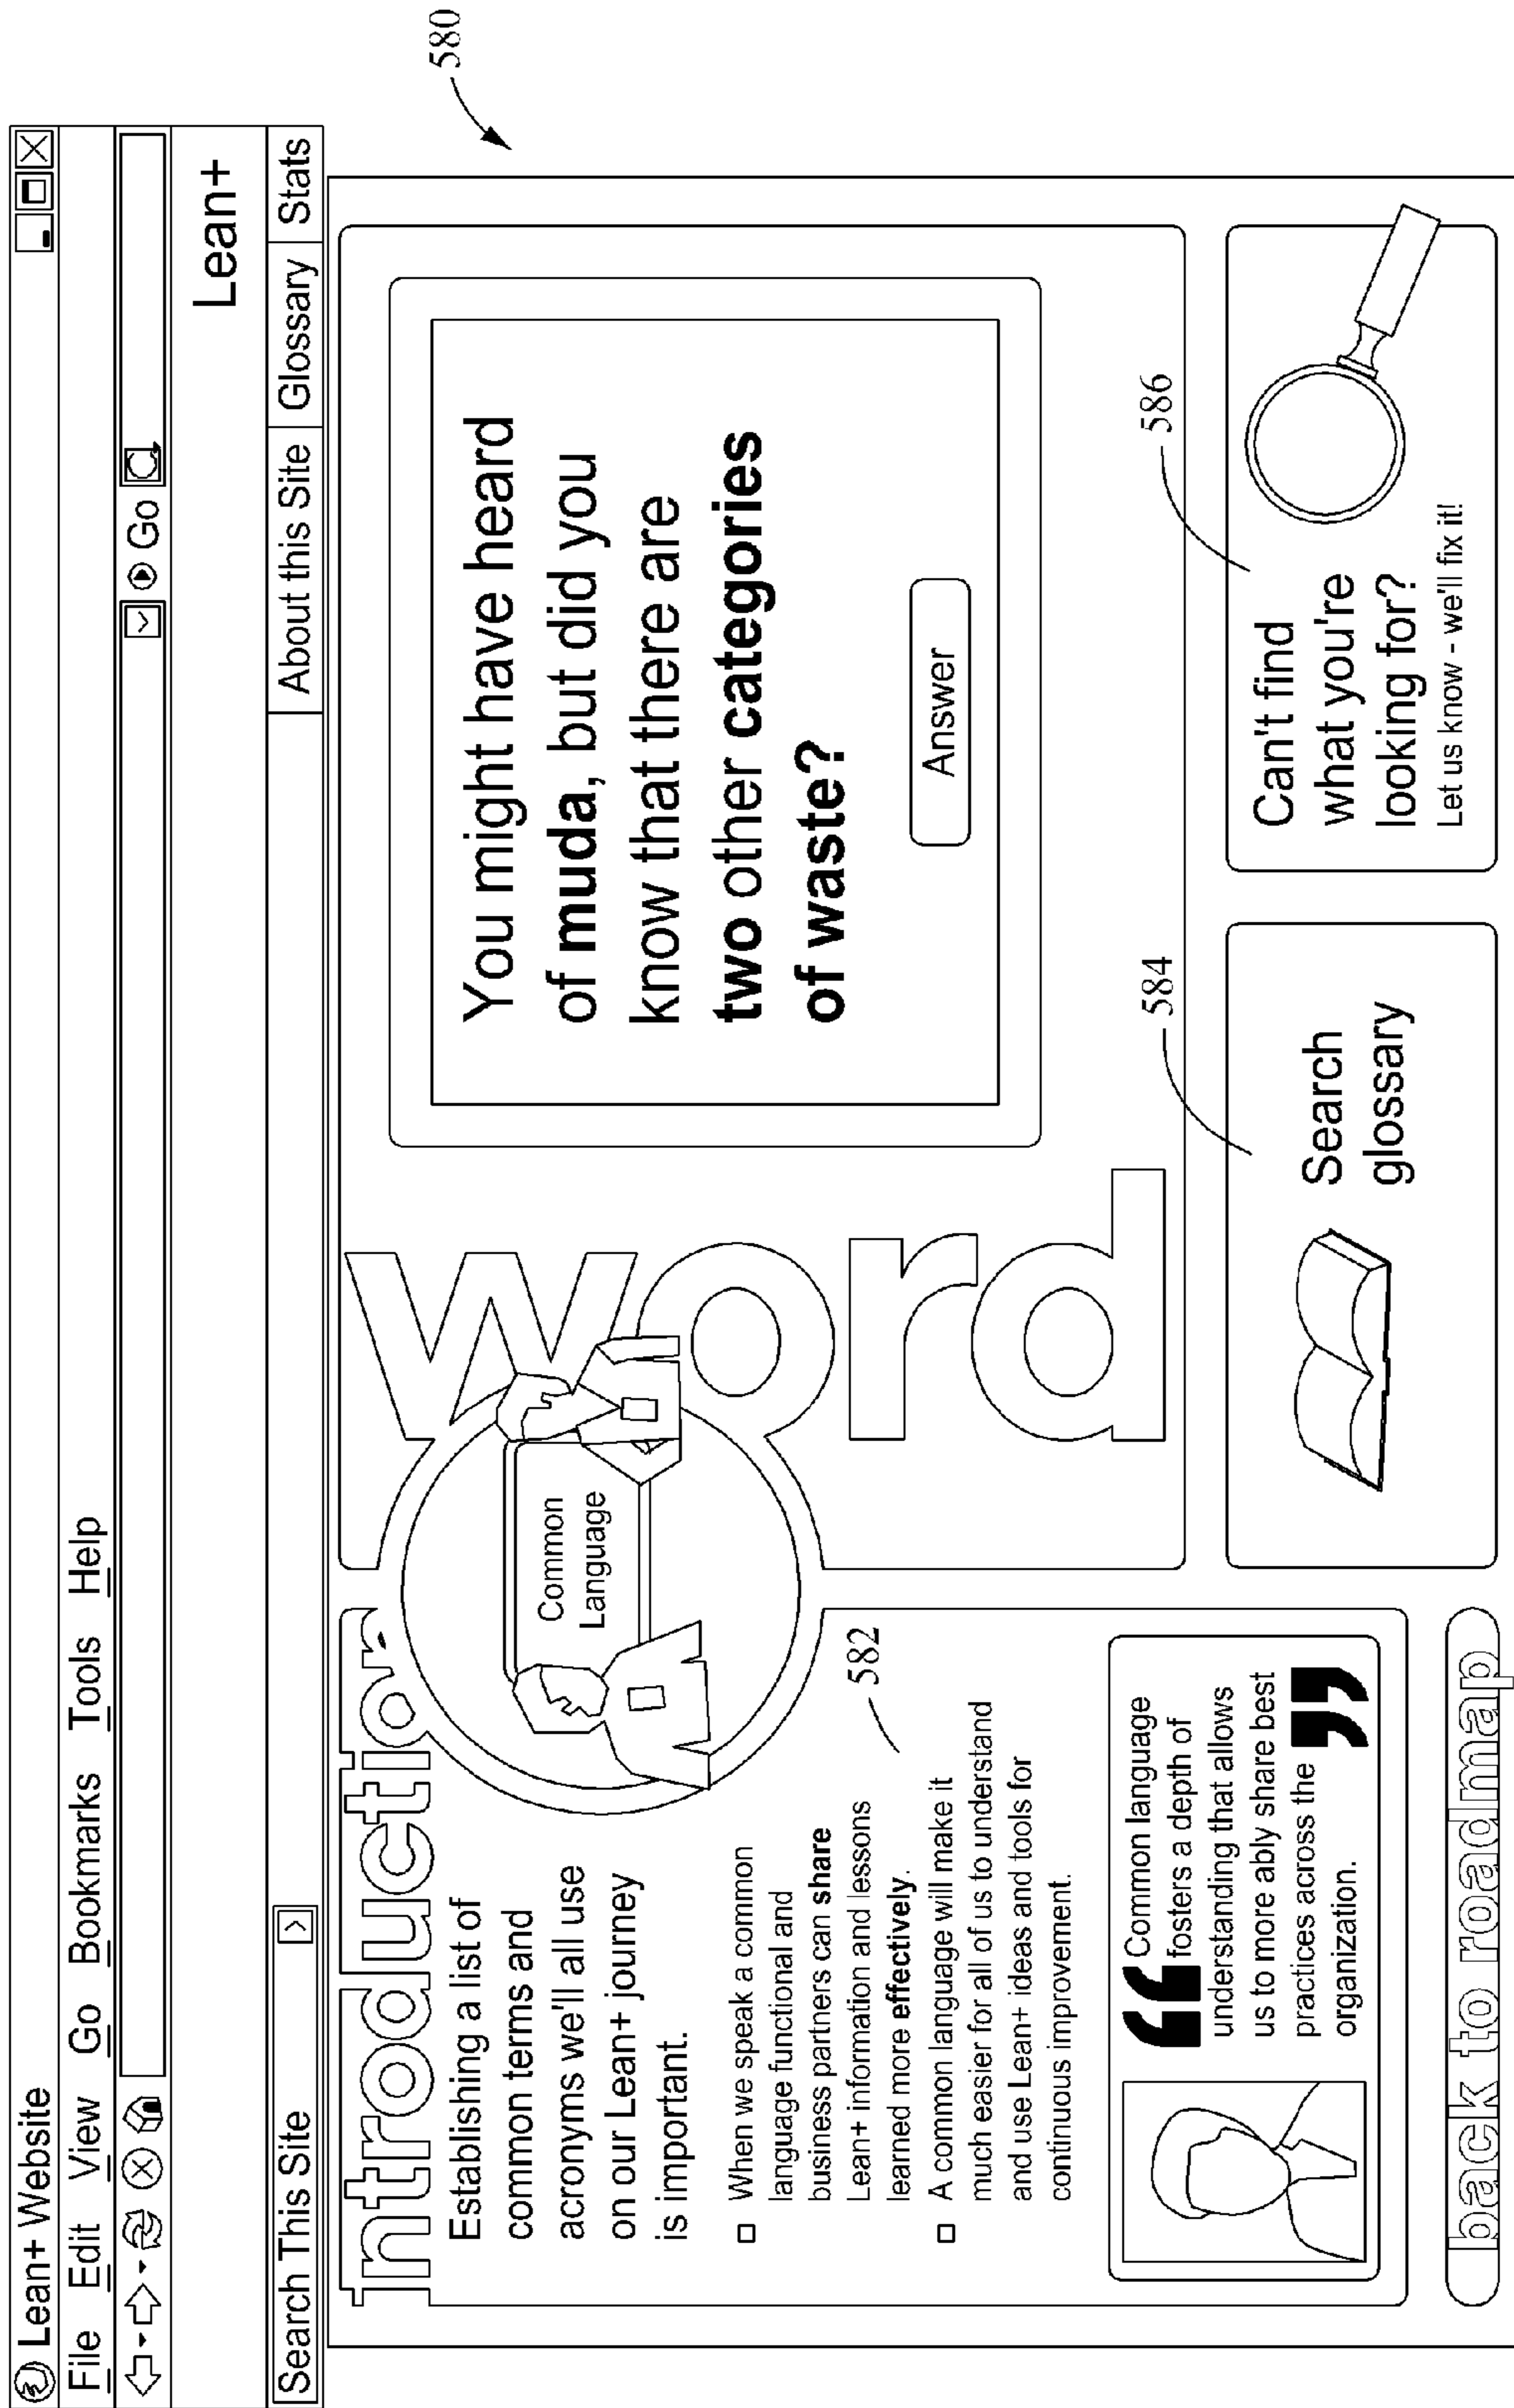 Lean+ Website
File Edit View Go Bookmarks Tools Help
Go
Lean+
Search This Site
About this Site
Glossary
Stats
580
introduction
Establishing a list of
common terms and
acronyms we'll all use
on our Lean+ journey
is important.
When we speak a common
language functional and
business partners can share
Lean+ information and lessons
learned more effectively.
A common language will make it
much easier for all of us to understand
and use Lean+ ideas and tools for
continuous improvement.
582
Common
Language
“Common language
fosters a depth of
understanding that allows
us to more ably share best
practices across the
organization.”
back to roadmap
word
You might have heard
of muda, but did you
know that there are
two other categories
of waste?
Answer
584
Search
glossary
586
Can't find
what you're
looking for?
Let us know - we'll fix it!